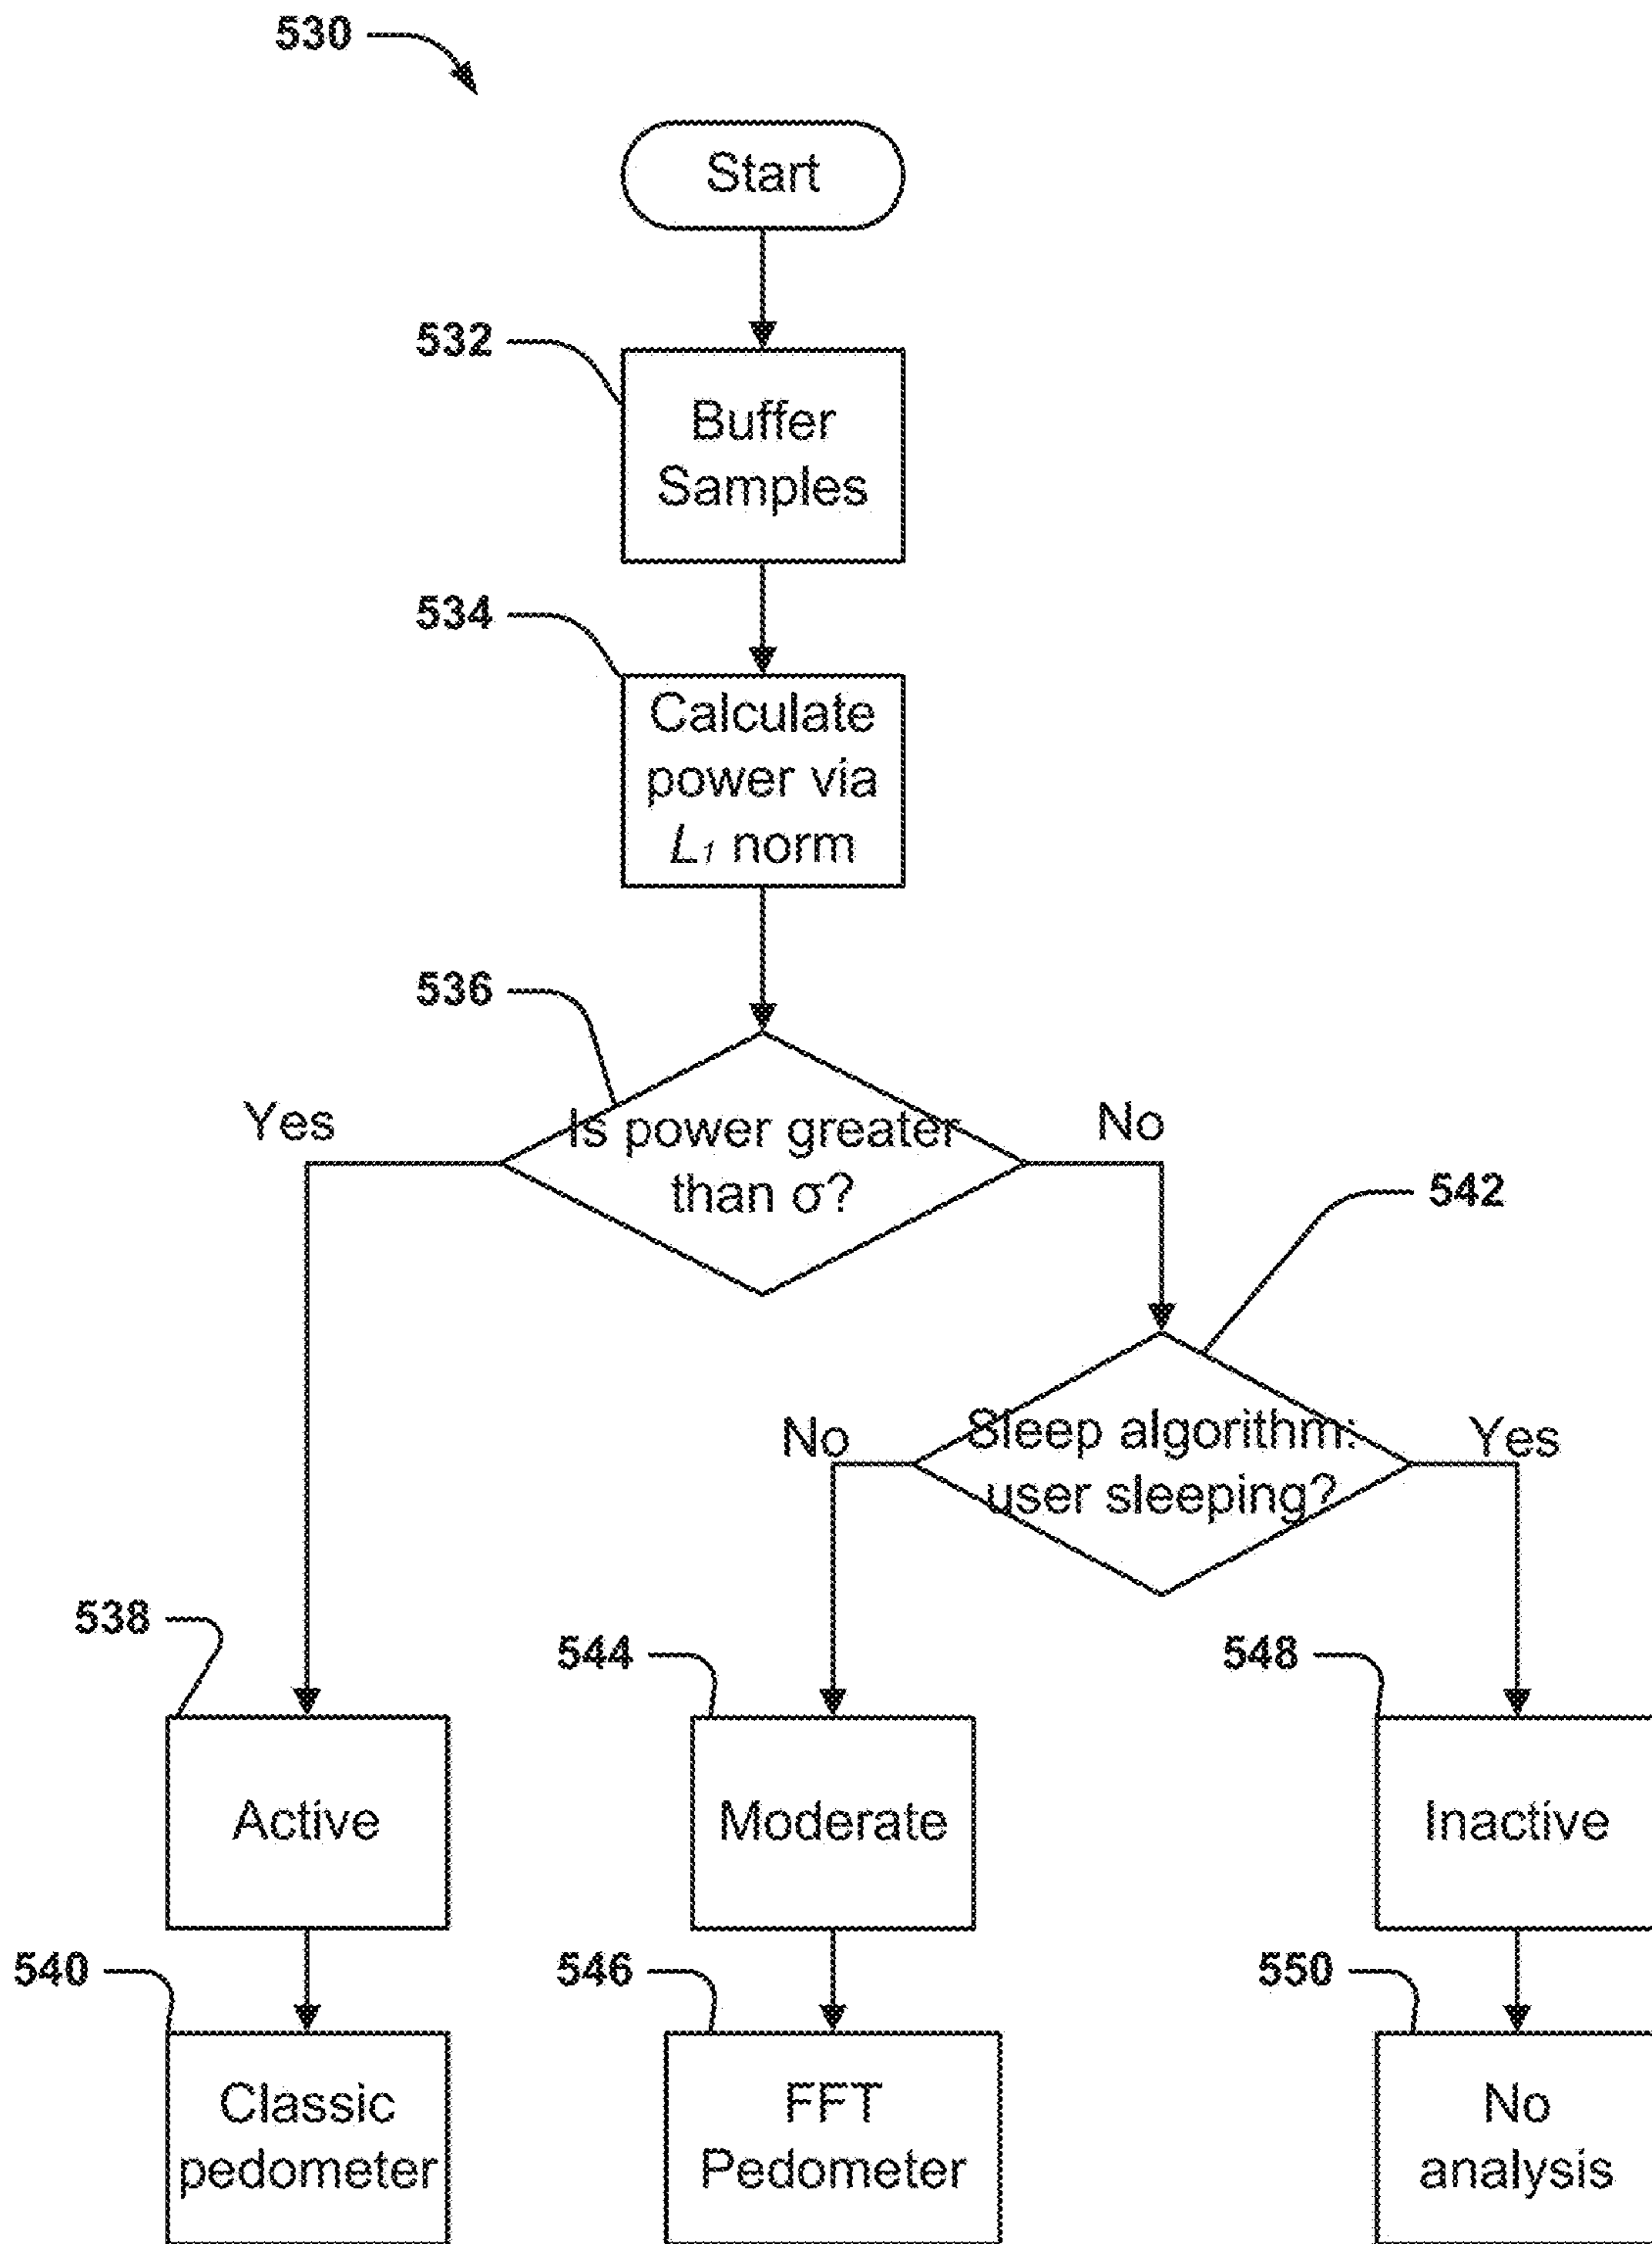 530
Start
532
Buffer
Samples
534
Calculate
power via
L1 norm
536
Yes
Is power greater
than σ?
No
542
No
Sleep algorithm:
user sleeping?
Yes
538
544
548
Active
Moderate
Inactive
540
546
550
Classic
pedometer
FFT
Pedometer
No
analysis